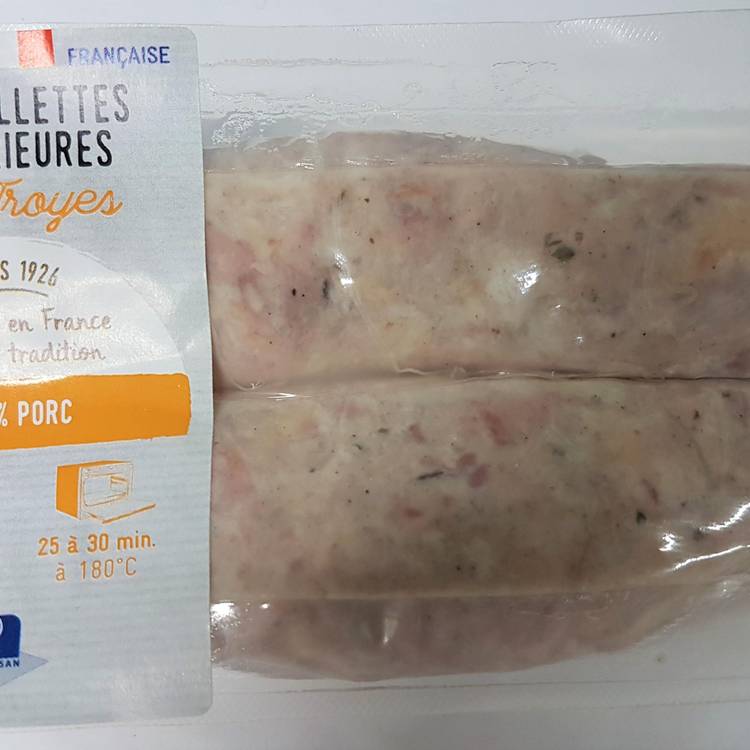 FRANÇAISE
LLETTES
IEURES
Troyes
S 1926
en France
tradition
% PORC
25 à 30 min.
à 180°C
SAN